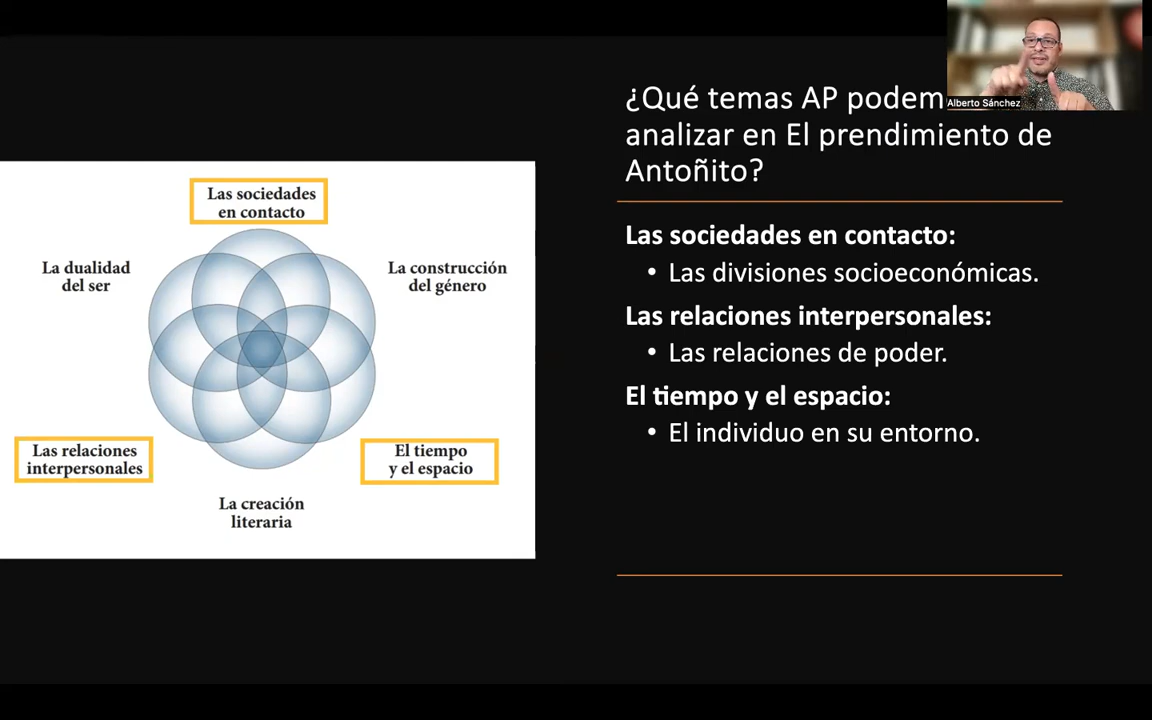 Alberto Sánchez
¿Qué temas AP podem
analizar en El prendimiento de
Antoñito?
Las sociedades
en contacto
La dualidad
del ser
La construcción
del género
Las relaciones
interpersonales
El tiempo
y el espacio
La creación
literaria
Las sociedades en contacto:
• Las divisiones socioeconómicas.
Las relaciones interpersonales:
• Las relaciones de poder.
El tiempo y el espacio:
• El individuo en su entorno.